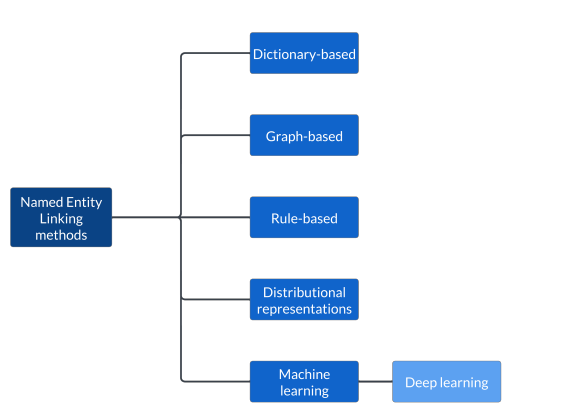 Dictionary-based
Graph-based
Named Entity
Linking
methods
Rule-based
Distributional
representations
Machine
learning
Deep learning